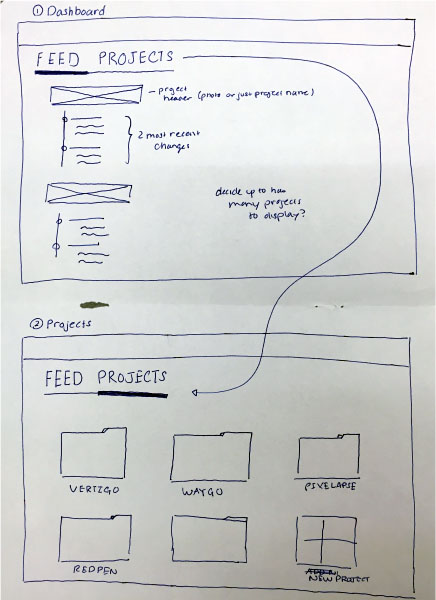 ① Dashboard
FEED PROJECTS
project
header (photo or just project name)
2 most recent
changes
decide up to how
many projects
to display?
② Projects
FEED PROJECTS
VERTIGO
WAYGO
PIXELAPSE
REDPEN
NEW PROJECT